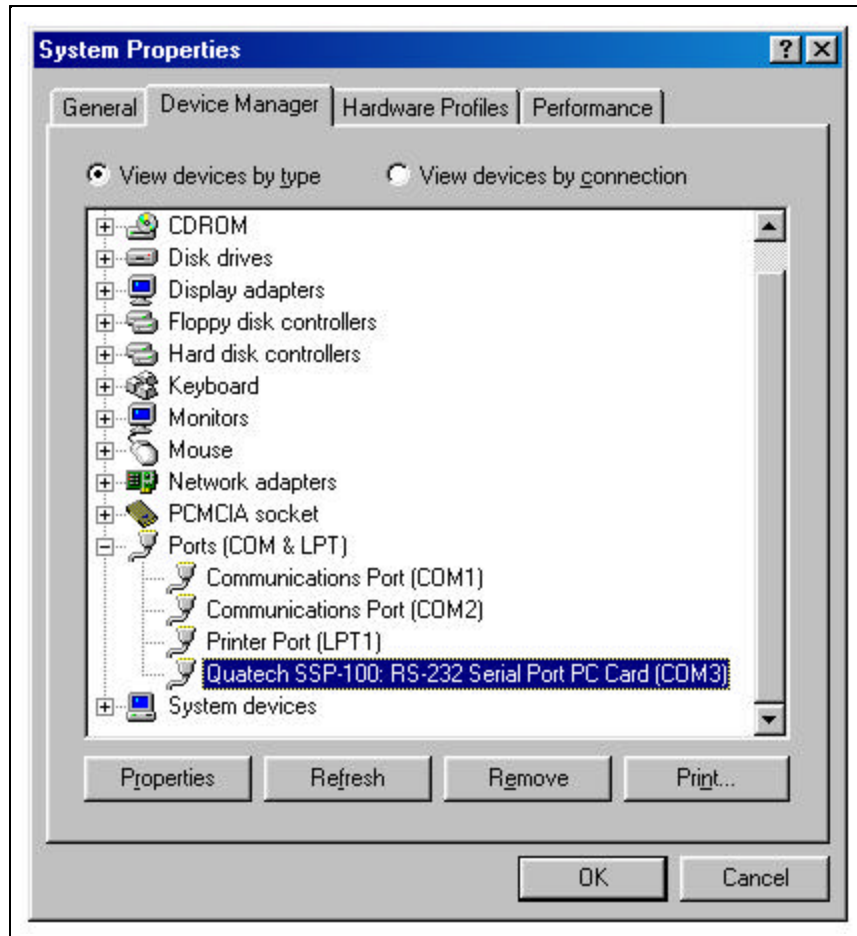 System Properties
General Device Manager Hardware Profiles Performance
View devices by type View devices by connection
CDROM
Disk drives
Display adapters
Floppy disk controllers
Hard disk controllers
Keyboard
Monitors
Mouse
Network adapters
PCMCIA socket
Ports (COM & LPT)
Communications Port (COM1)
Communications Port (COM2)
Printer Port (LPT1)
Quatech SSP-100: RS-232 Serial Port PC Card (COM3)
System devices
Properties Refresh Remove Print...
OK Cancel